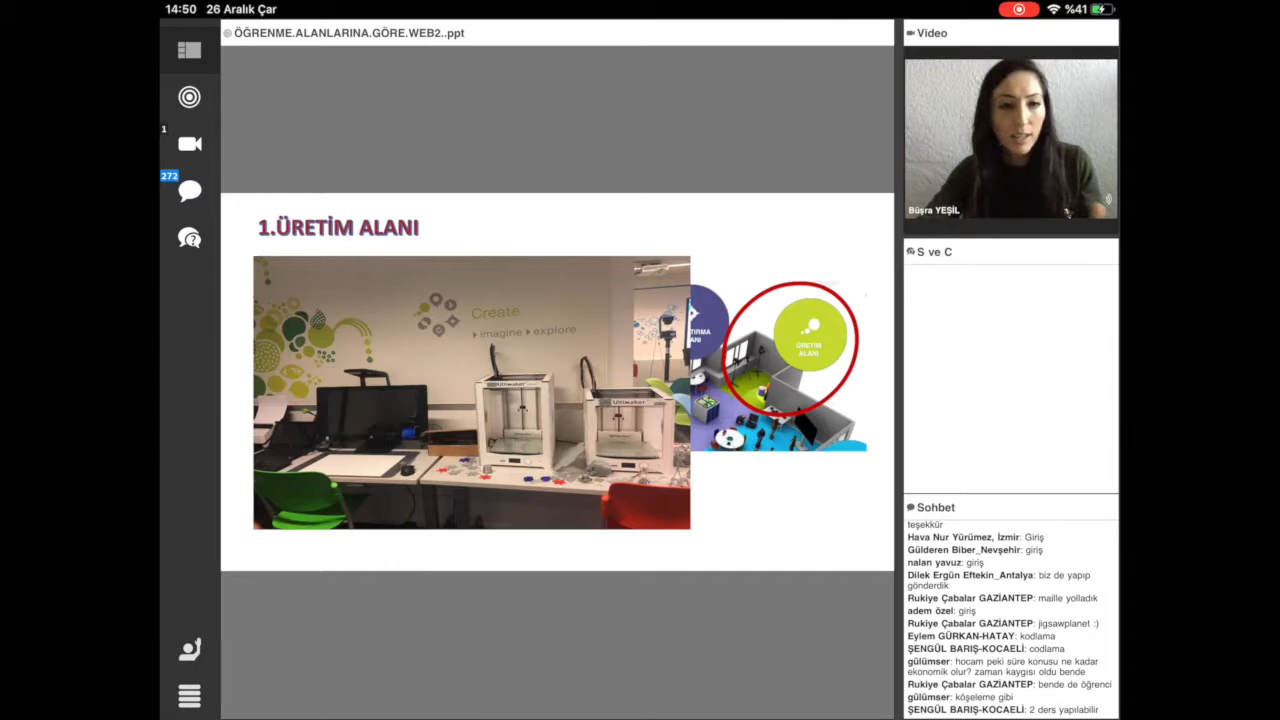 14:50 26 Aralık Çar
%41
ÖĞRENME.ALANLARINA.GÖRE.WEB2..ppt
1
272
1.ÜRETİM ALANI
Create
imagine explore
Ultimaker
Ultimaker
TIRMA
ANI
ÜRETİM
ALANI
Video
Büşra YEŞİL
S ve C
?
Sohbet
teşekkür
Hava Nur Yürümez, İzmir: Giriş
Gülderen Biber_Nevşehir: giriş
nalan yavuz: giriş
Dilek Ergün Eftekin_Antalya: biz de yapıp
gönderdik
Rukiye Çabalar GAZİANTEP: maille yolladık
adem özel: giriş
Rukiye Çabalar GAZİANTEP: jigsawplanet :)
Eylem GÜRKAN-HATAY: kodlama
ŞENGÜL BARIŞ-KOCAELİ: codlama
gülümser: hocam peki süre konusu ne kadar
ekonomik olur? zaman kaygısı oldu bende
Rukiye Çabalar GAZİANTEP: bende de öğrenci
gülümser: köşeleme gibi
ŞENGÜL BARIŞ-KOCAELİ: 2 ders yapılabilir